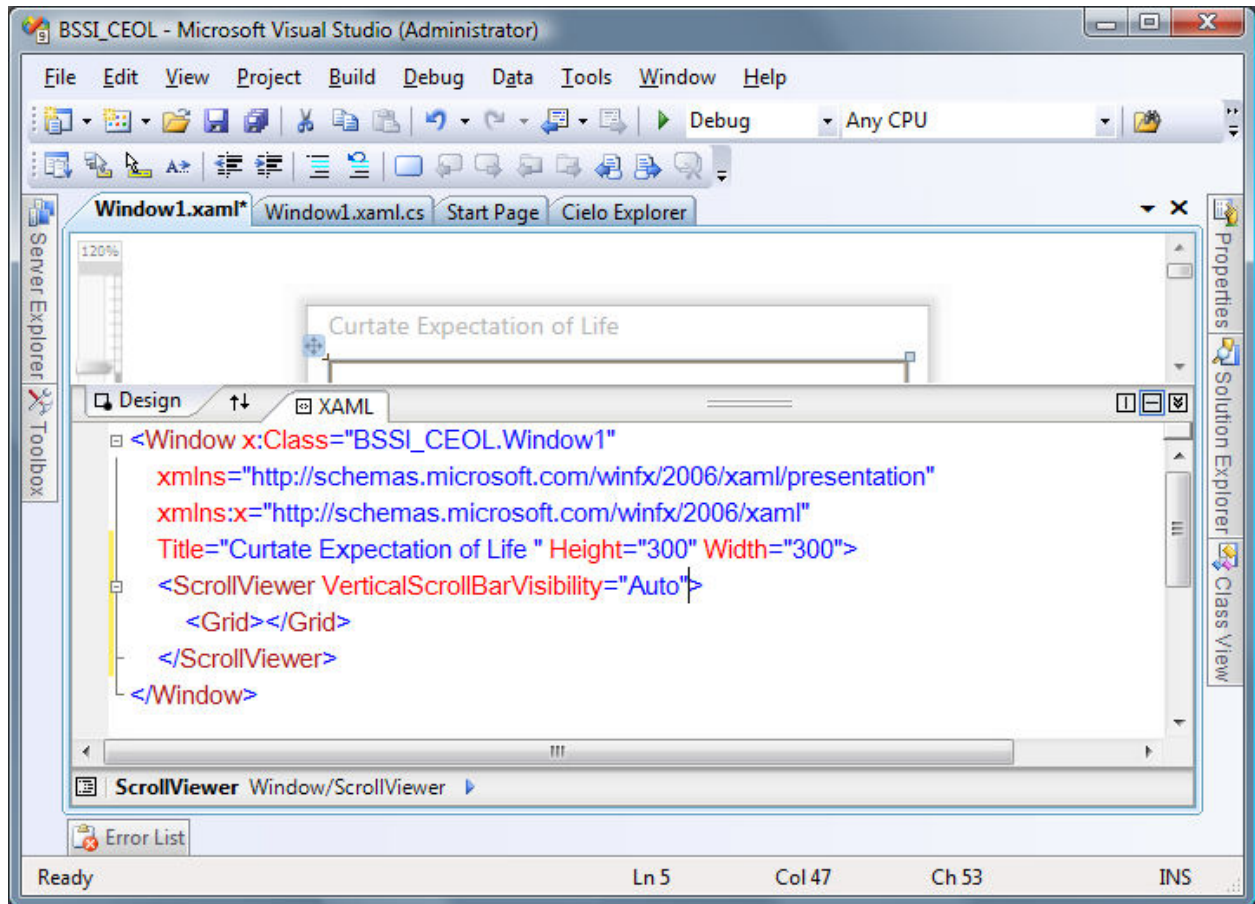 BSSI_CEOL - Microsoft Visual Studio (Administrator)
File Edit View Project Build Debug Data Tools Window Help
Debug Any CPU
Window1.xaml* Window1.xaml.cs Start Page Cielo Explorer
Server Explorer
Toolbox
120%
Curtate Expectation of Life
Design XAML
<Window x:Class="BSSI_CEOL.Window1"
xmlns="http://schemas.microsoft.com/winfx/2006/xaml/presentation"
xmlns:x="http://schemas.microsoft.com/winfx/2006/xaml"
Title="Curtate Expectation of Life " Height="300" Width="300">
<ScrollViewer VerticalScrollBarVisibility="Auto">
<Grid></Grid>
</ScrollViewer>
</Window>
ScrollViewer Window/ScrollViewer
Properties
Solution Explorer
Class View
Error List
Ready Ln 5 Col 47 Ch 53 INS